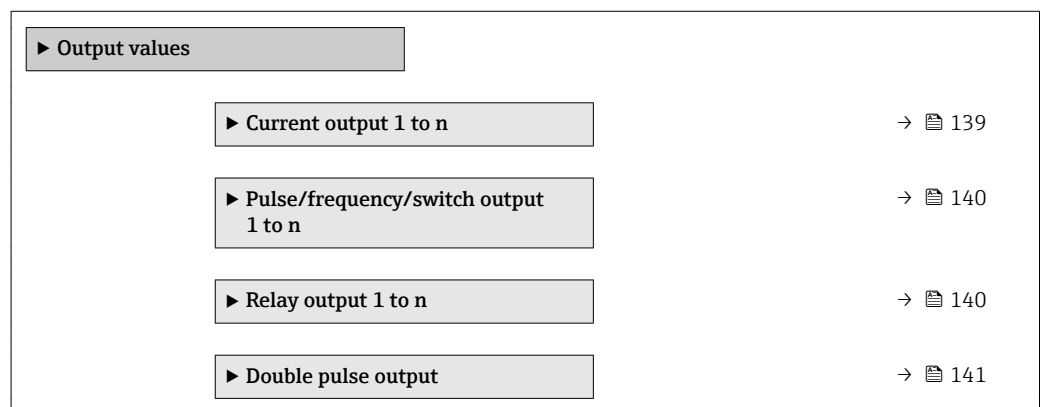 ▶ Output values
▶ Current output 1 to n → 139
▶ Pulse/frequency/switch output → 140
1 to n
▶ Relay output 1 to n → 140
▶ Double pulse output → 141